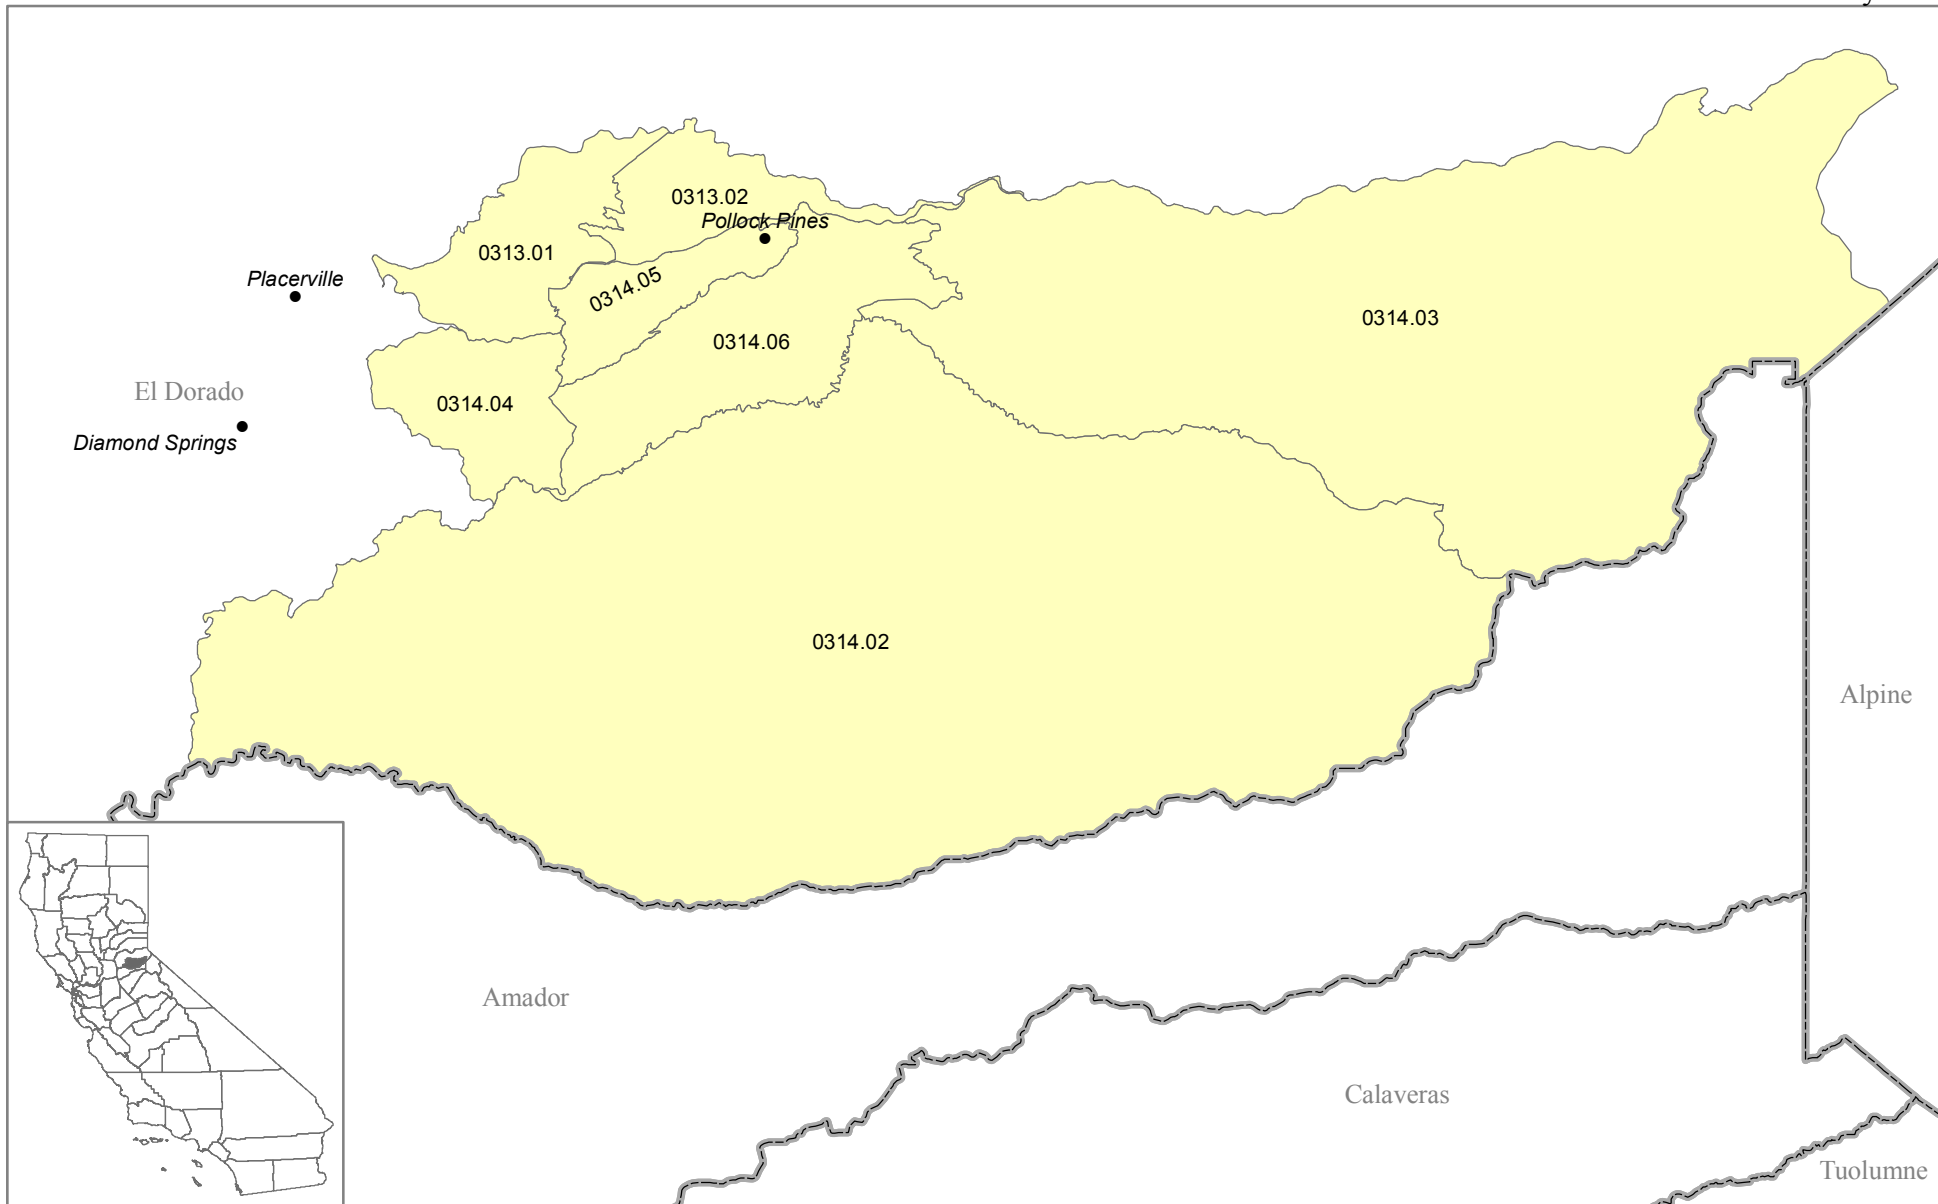 0313.02
Pollock Pines
0313.01
Placerville
0314.05
0314.03
0314.06
El Dorado
0314.04
Diamond Springs
0314.02
Alpine
Amador
Calaveras
Tuolumne